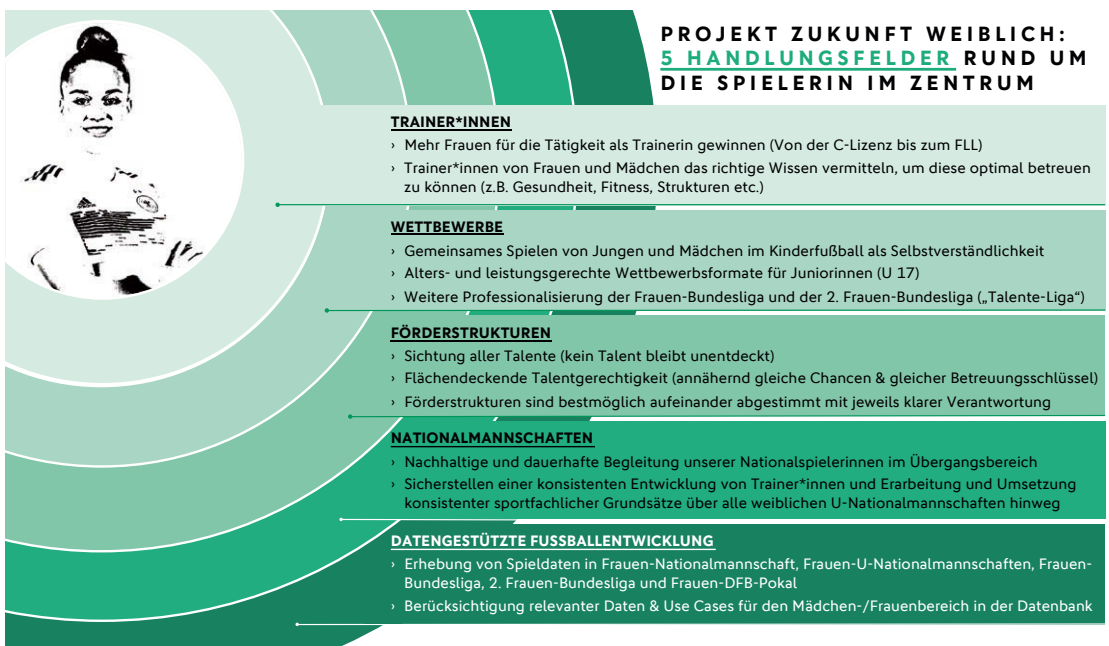 PROJEKT ZUKUNFT WEIBLICH:
5 HANDLUNGSFELDER RUND UM
DIE SPIELERIN IM ZENTRUM
TRAINER*INNEN
› Mehr Frauen für die Tätigkeit als Trainerin gewinnen (Von der C-Lizenz bis zum FLL)
› Trainer*innen von Frauen und Mädchen das richtige Wissen vermitteln, um diese optimal betreuen
zu können (z.B. Gesundheit, Fitness, Strukturen etc.)
WETTBEWERBE
› Gemeinsames Spielen von Jungen und Mädchen im Kinderfußball als Selbstverständlichkeit
› Alters- und leistungsgerechte Wettbewerbsformate für Juniorinnen (U 17)
› Weitere Professionalisierung der Frauen-Bundesliga und der 2. Frauen-Bundesliga („Talente-Liga“)
FÖRDERSTRUKTUREN
› Sichtung aller Talente (kein Talent bleibt unentdeckt)
› Flächendeckende Talentgerechtigkeit (annähernd gleiche Chancen & gleicher Betreuungsschlüssel)
› Förderstrukturen sind bestmöglich aufeinander abgestimmt mit jeweils klarer Verantwortung
NATIONALMANNSCHAFTEN
› Nachhaltige und dauerhafte Begleitung unserer Nationalspielerinnen im Übergangsbereich
› Sicherstellen einer konsistenten Entwicklung von Trainer*innen und Erarbeitung und Umsetzung
konsistenter sportfachlicher Grundsätze über alle weiblichen U-Nationalmannschaften hinweg
DATENGESTÜTZTE FUSSBALLENTWICKLUNG
› Erhebung von Spieldaten in Frauen-Nationalmannschaft, Frauen-U-Nationalmannschaften, Frauen-
Bundesliga, 2. Frauen-Bundesliga und Frauen-DFB-Pokal
› Berücksichtigung relevanter Daten & Use Cases für den Mädchen-/Frauenbereich in der Datenbank